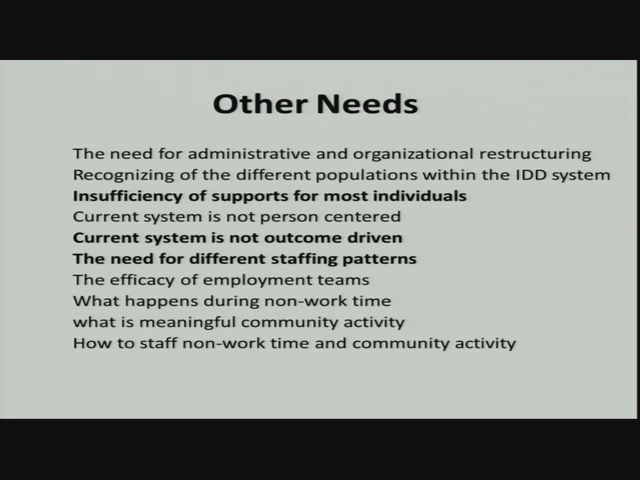 Other Needs
The need for administrative and organizational restructuring
Recognizing of the different populations within the IDD system
Insufficiency of supports for most individuals
Current system is not person centered
Current system is not outcome driven
The need for different staffing patterns
The efficacy of employment teams
What happens during non-work time
what is meaningful community activity
How to staff non-work time and community activity